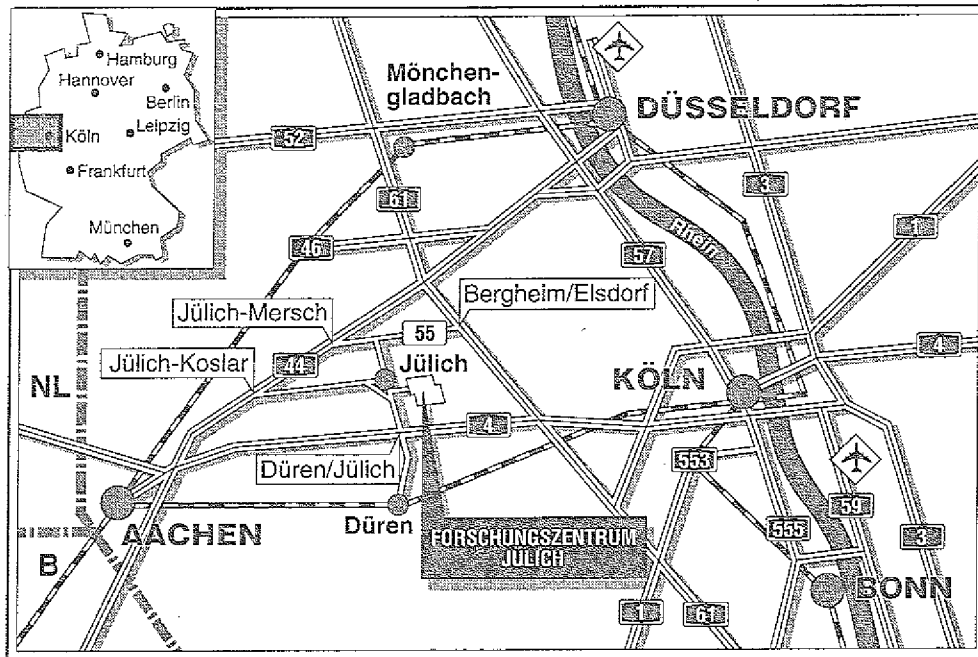 Hamburg
Hannover
Berlin
Köln
Leipzig
Frankfurt
München
Mönchen-
gladbach
DÜSSELDORF
52
61
3
1
46
57
Rhein
Bergheim/Elsdorf
Jülich-Mersch
55
4
Jülich-Koslar
44
Jülich
KÖLN
NL
4
Düren/Jülich
553
AACHEN
Düren
FORSCHUNGSZENTRUM
JÜLICH
59
555
3
B
BONN
1
61